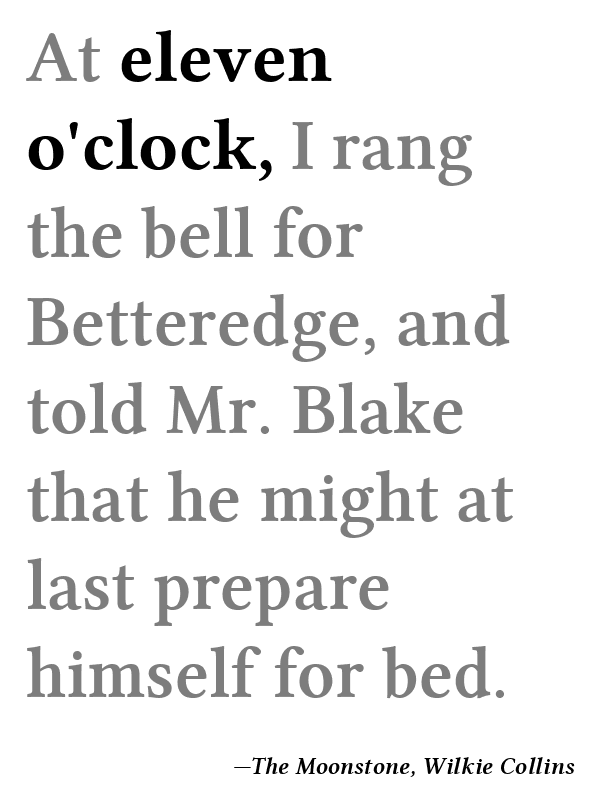 At eleven
o'clock, I rang
the bell for
Betteredge, and
told Mr. Blake
that he might at
last prepare
himself for bed.
—The Moonstone, Wilkie Collins